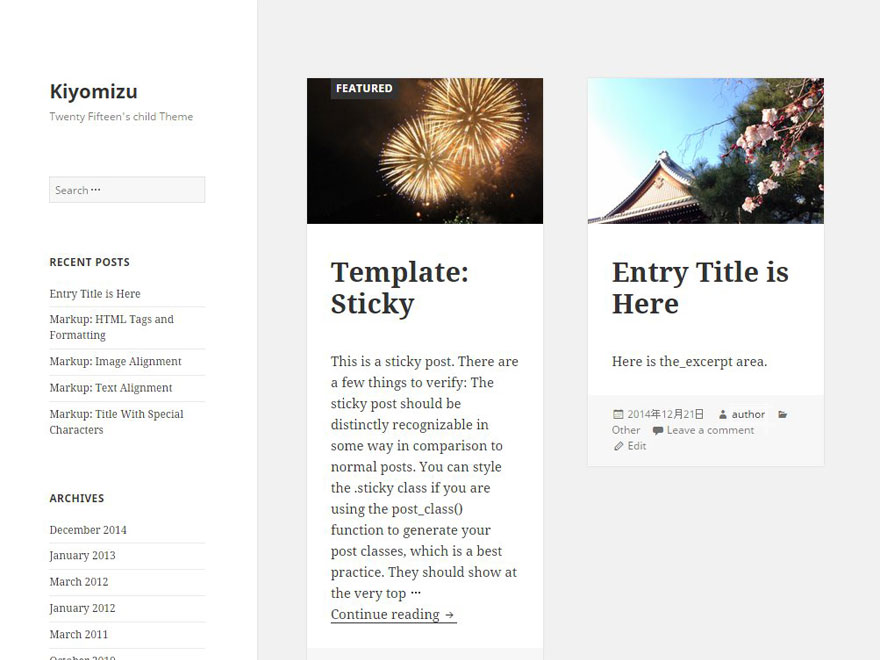 Kiyomizu
Twenty Fifteen's child Theme
Search ···
RECENT POSTS
Entry Title is Here
Markup: HTML Tags and
Formatting
Markup: Image Alignment
Markup: Text Alignment
Markup: Title With Special
Characters
ARCHIVES
December 2014
January 2013
March 2012
January 2012
March 2011
October 2010
FEATURED
Template:
Sticky
This is a sticky post. There are
a few things to verify: The
sticky post should be
distinctly recognizable in
some way in comparison to
normal posts. You can style
the .sticky class if you are
using the post_class()
function to generate your
post classes, which is a best
practice. They should show at
the very top ···
Continue reading →
Entry Title is
Here
Here is the_excerpt area.
2014年12月21日 author
Other Leave a comment
Edit